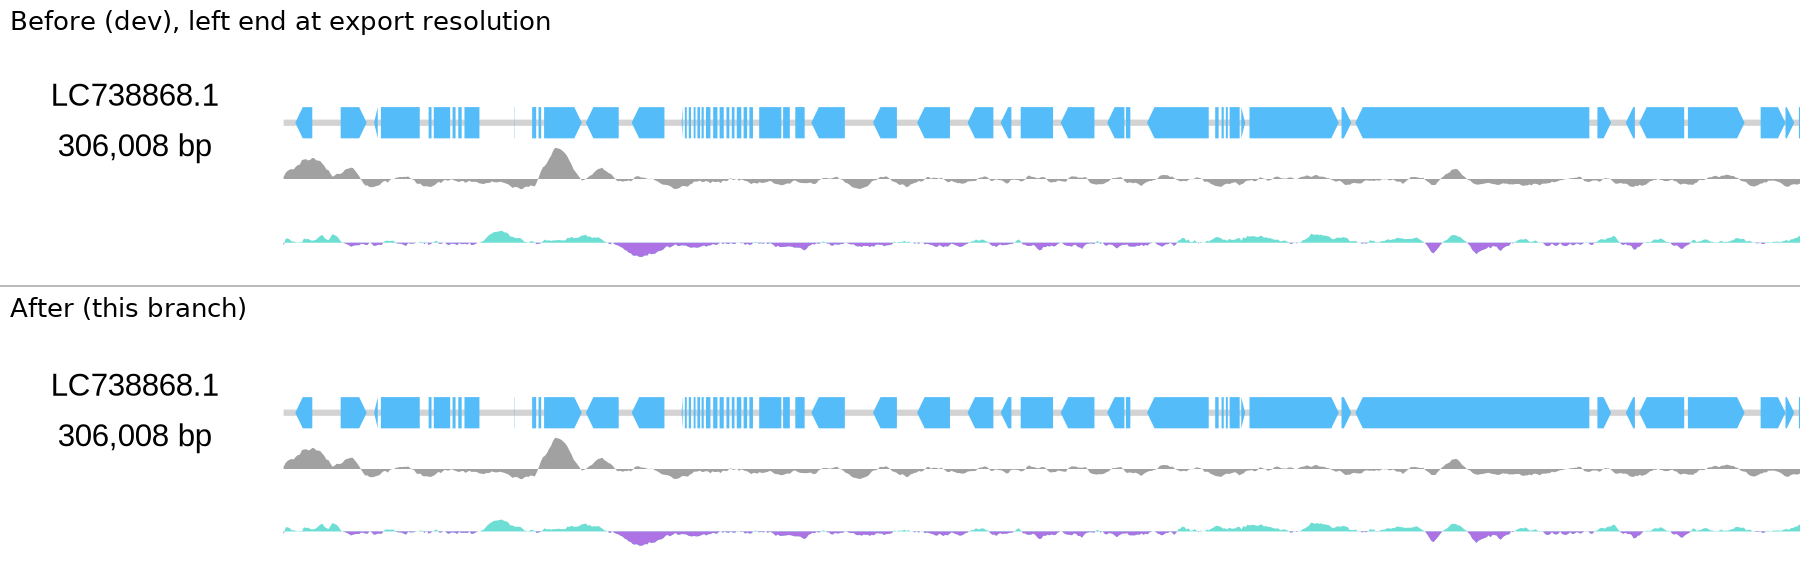 Before (dev), left end at export resolution
LC738868.1
306,008 bp
After (this branch)
LC738868.1
306,008 bp